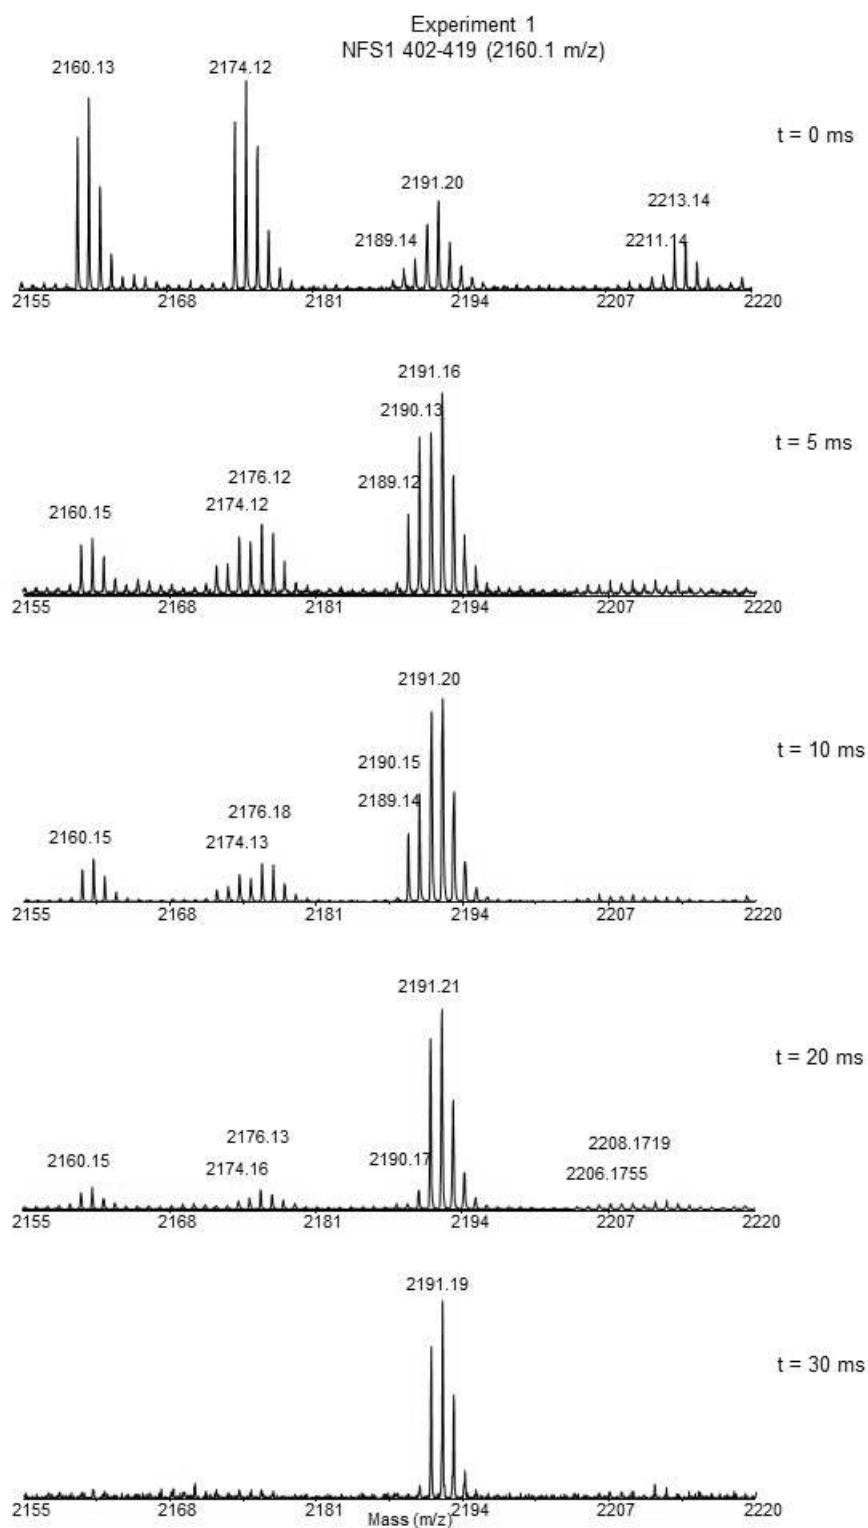 Experiment 1
NFS1 402-419 (2160.1 m/z)
2160.13
2174.12
t = 0 ms
2191.20
2213.14
2189.14
2211.14
2155 2168 2181 2194 2207 2220
2191.16
2190.13
t = 5 ms
2176.12
2189.12
2174.12
2160.15
2155 2168 2181 2194 2207 2220
2191.20
t = 10 ms
2190.15
2189.14
2176.18
2160.15
2174.13
2155 2168 2181 2194 2207 2220
2191.21
t = 20 ms
2176.13
2208.1719
2190.17
2160.15
2174.16
2206.1755
2155 2168 2181 2194 2207 2220
2191.19
t = 30 ms
2155 2168 2181 2194 2207 2220
Mass (m/z)